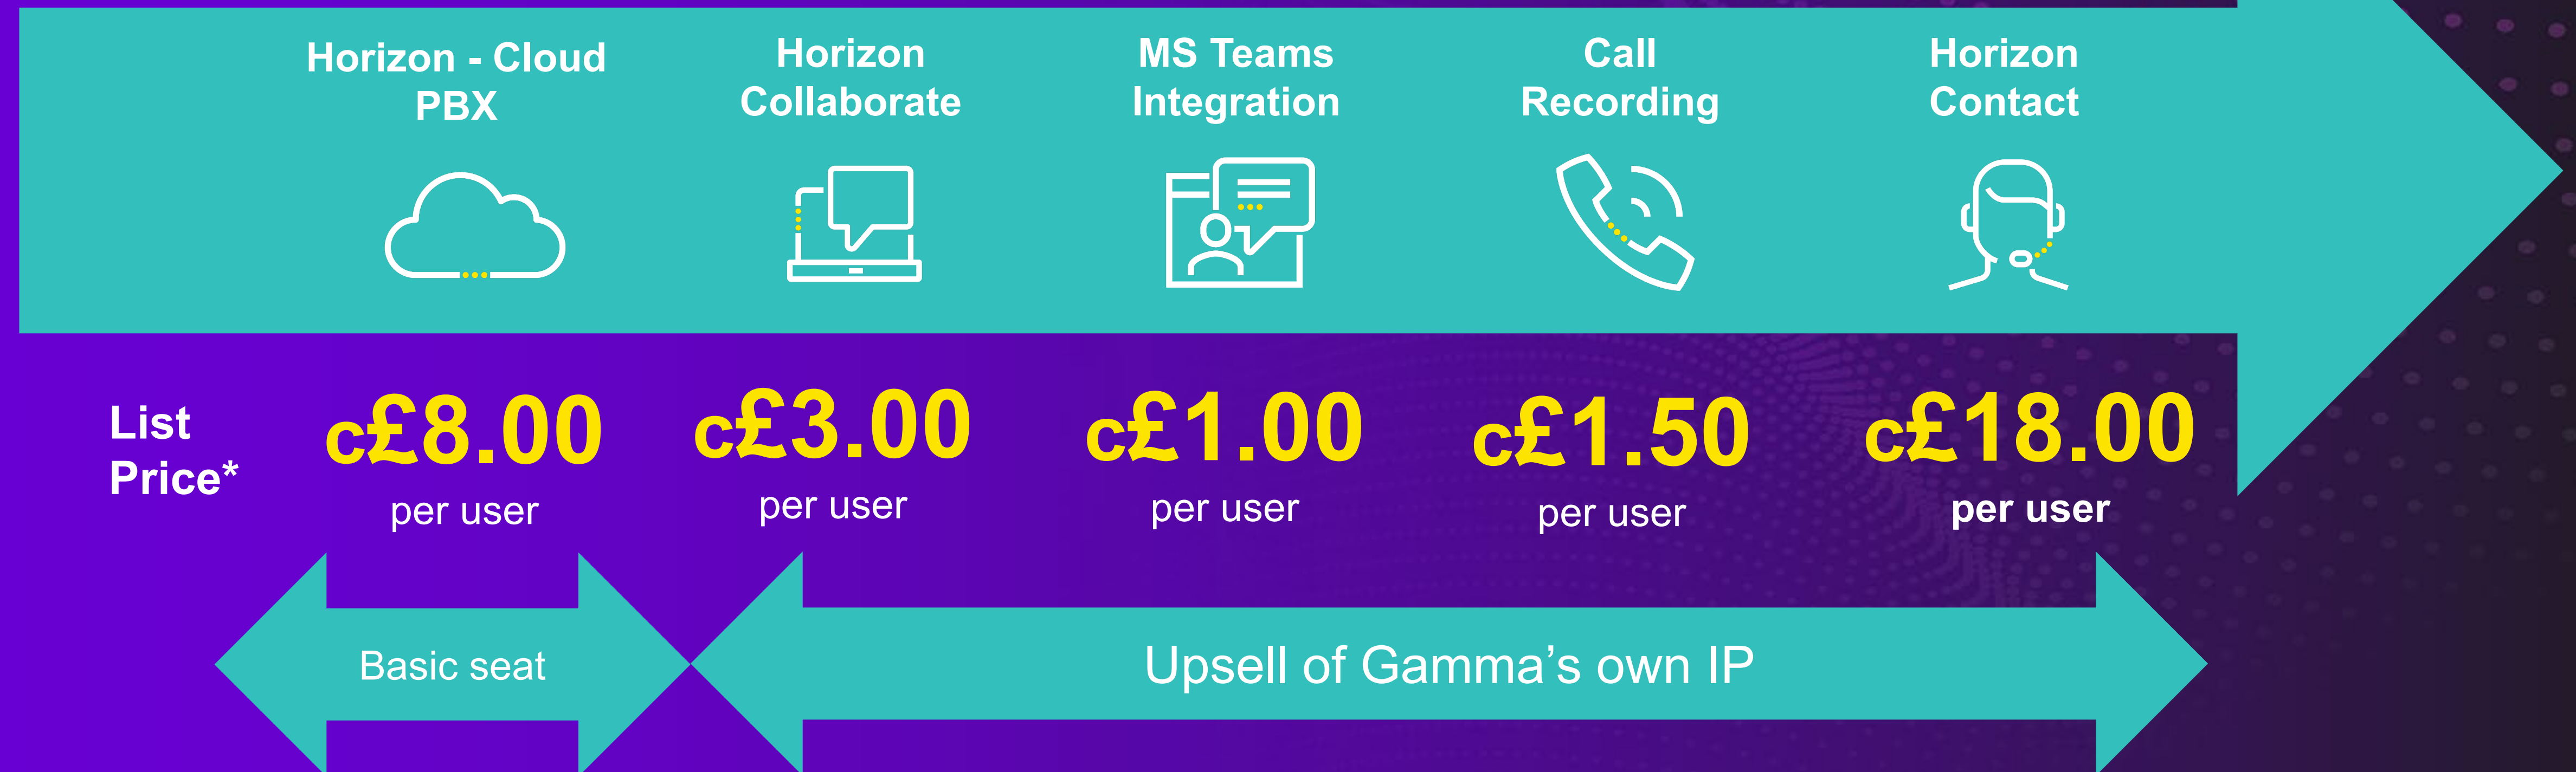 Horizon - Cloud
PBX
Horizon
Collaborate
MS Teams
Integration
Call
Recording
Horizon
Contact
List
Price*
c£8.00
per user
c£3.00
per user
c£1.00
per user
c£1.50
per user
c£18.00
per user
Basic seat
Upsell of Gamma’s own IP